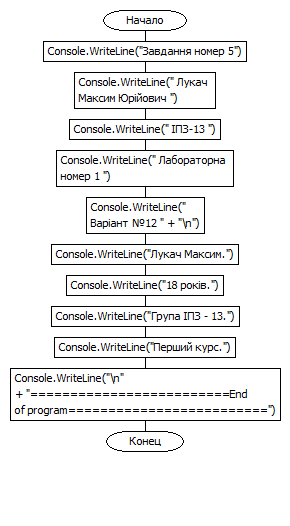 Начало
Console.WriteLine("Завдання номер 5")
Console.WriteLine(" Лукач
Максим Юрійович ")
Console.WriteLine(" ІПЗ-13 ")
Console.WriteLine(" Лабораторна
номер 1 ")
Console.WriteLine("
Варіант №12 " + "\n")
Console.WriteLine("Лукач Максим.")
Console.WriteLine("18 років.")
Console.WriteLine("Група ІПЗ - 13.")
Console.WriteLine("Перший курс.")
Console.WriteLine("\n"
+ "=========================End
of program=========================")
Конец